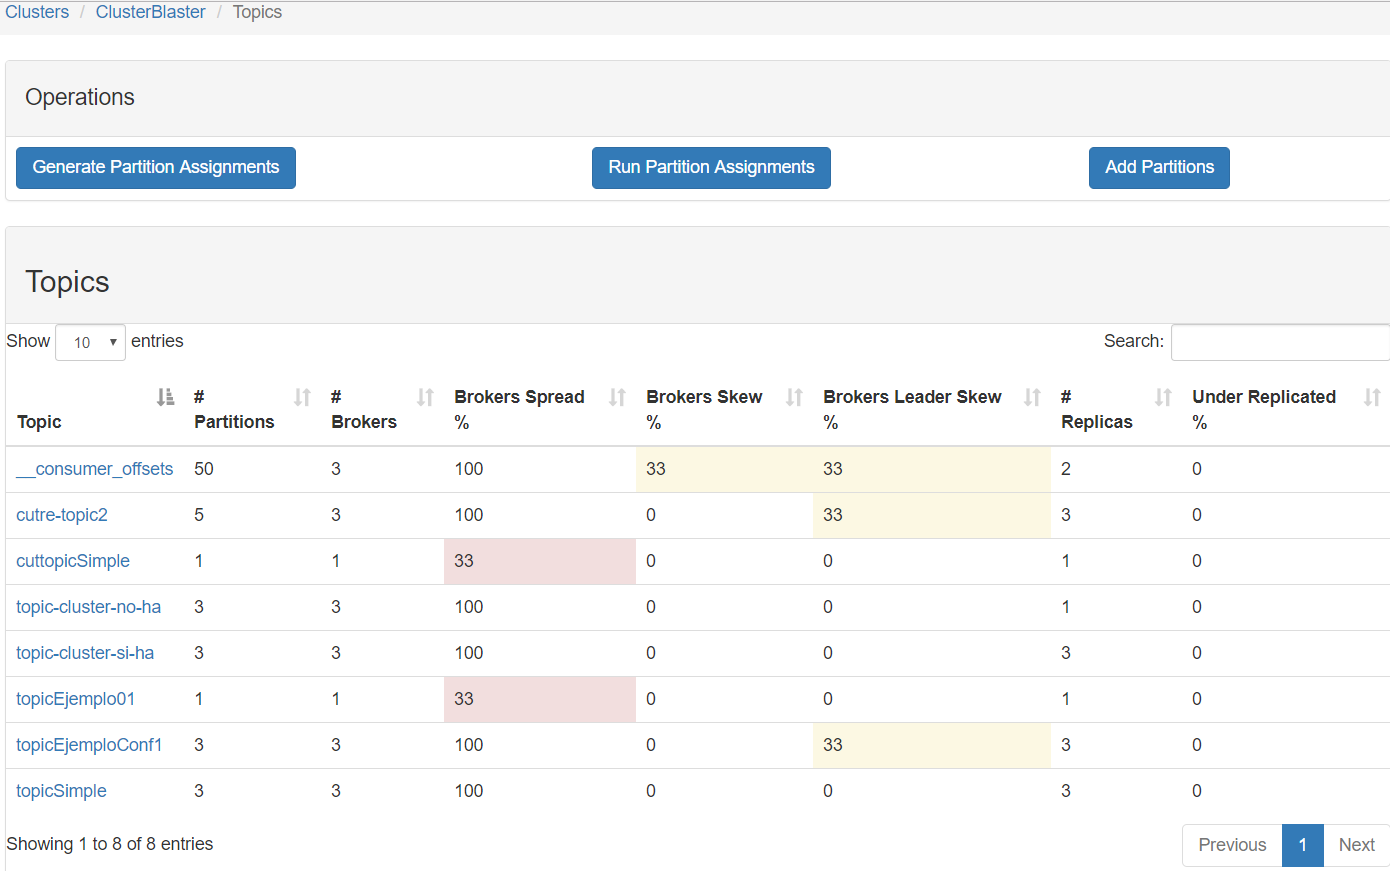 Clusters / ClusterBlaster / Topics
Operations
Generate Partition Assignments Run Partition Assignments Add Partitions
Topics
Show 10 entries Search:
Topic # Partitions # Brokers Brokers Spread % Brokers Skew % Brokers Leader Skew % # Replicas Under Replicated %
__consumer_offsets 50 3 100 33 33 2 0
cutre-topic2 5 3 100 0 33 3 0
cuttopicSimple 1 1 33 0 0 1 0
topic-cluster-no-ha 3 3 100 0 0 1 0
topic-cluster-si-ha 3 3 100 0 0 3 0
topicEjemplo01 1 1 33 0 0 1 0
topicEjemploConf1 3 3 100 0 33 3 0
topicSimple 3 3 100 0 0 3 0
Showing 1 to 8 of 8 entries Previous 1 Next